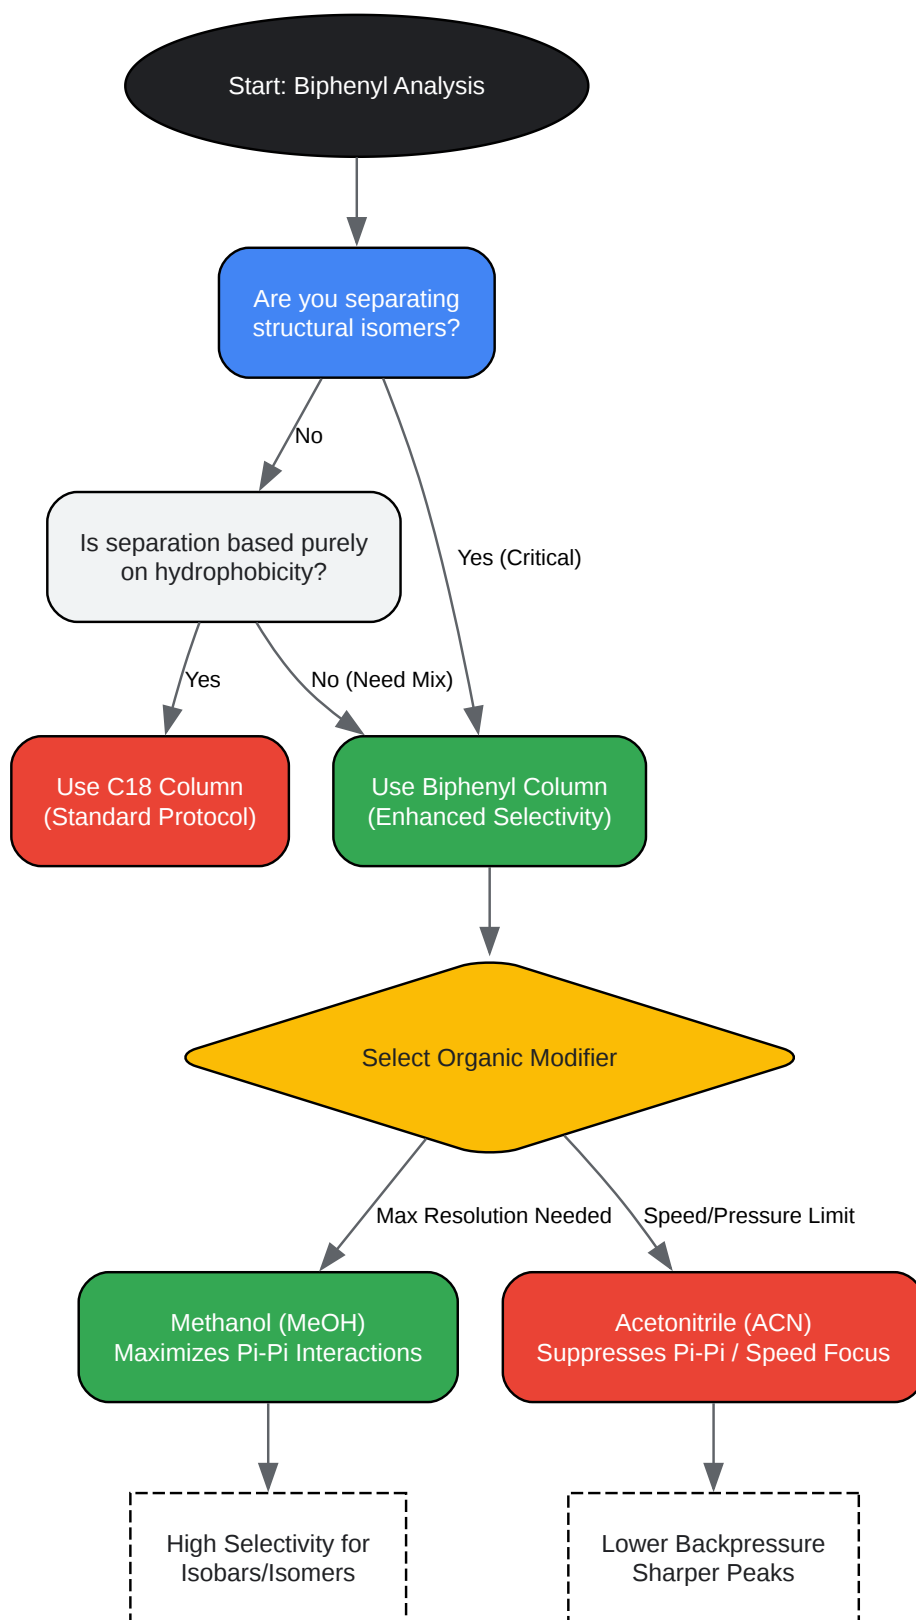 Start: Biphenyl Analysis
Are you separating
structural isomers?
No
Is separation based purely
on hydrophobicity?
Yes (Critical)
Yes
No (Need Mix)
Use C18 Column
(Standard Protocol)
Use Biphenyl Column
(Enhanced Selectivity)
Select Organic Modifier
Max Resolution Needed
Speed/Pressure Limit
Methanol (MeOH)
Maximizes Pi-Pi Interactions
Acetonitrile (ACN)
Suppresses Pi-Pi / Speed Focus
High Selectivity for
Isobars/Isomers
Lower Backpressure
Sharper Peaks